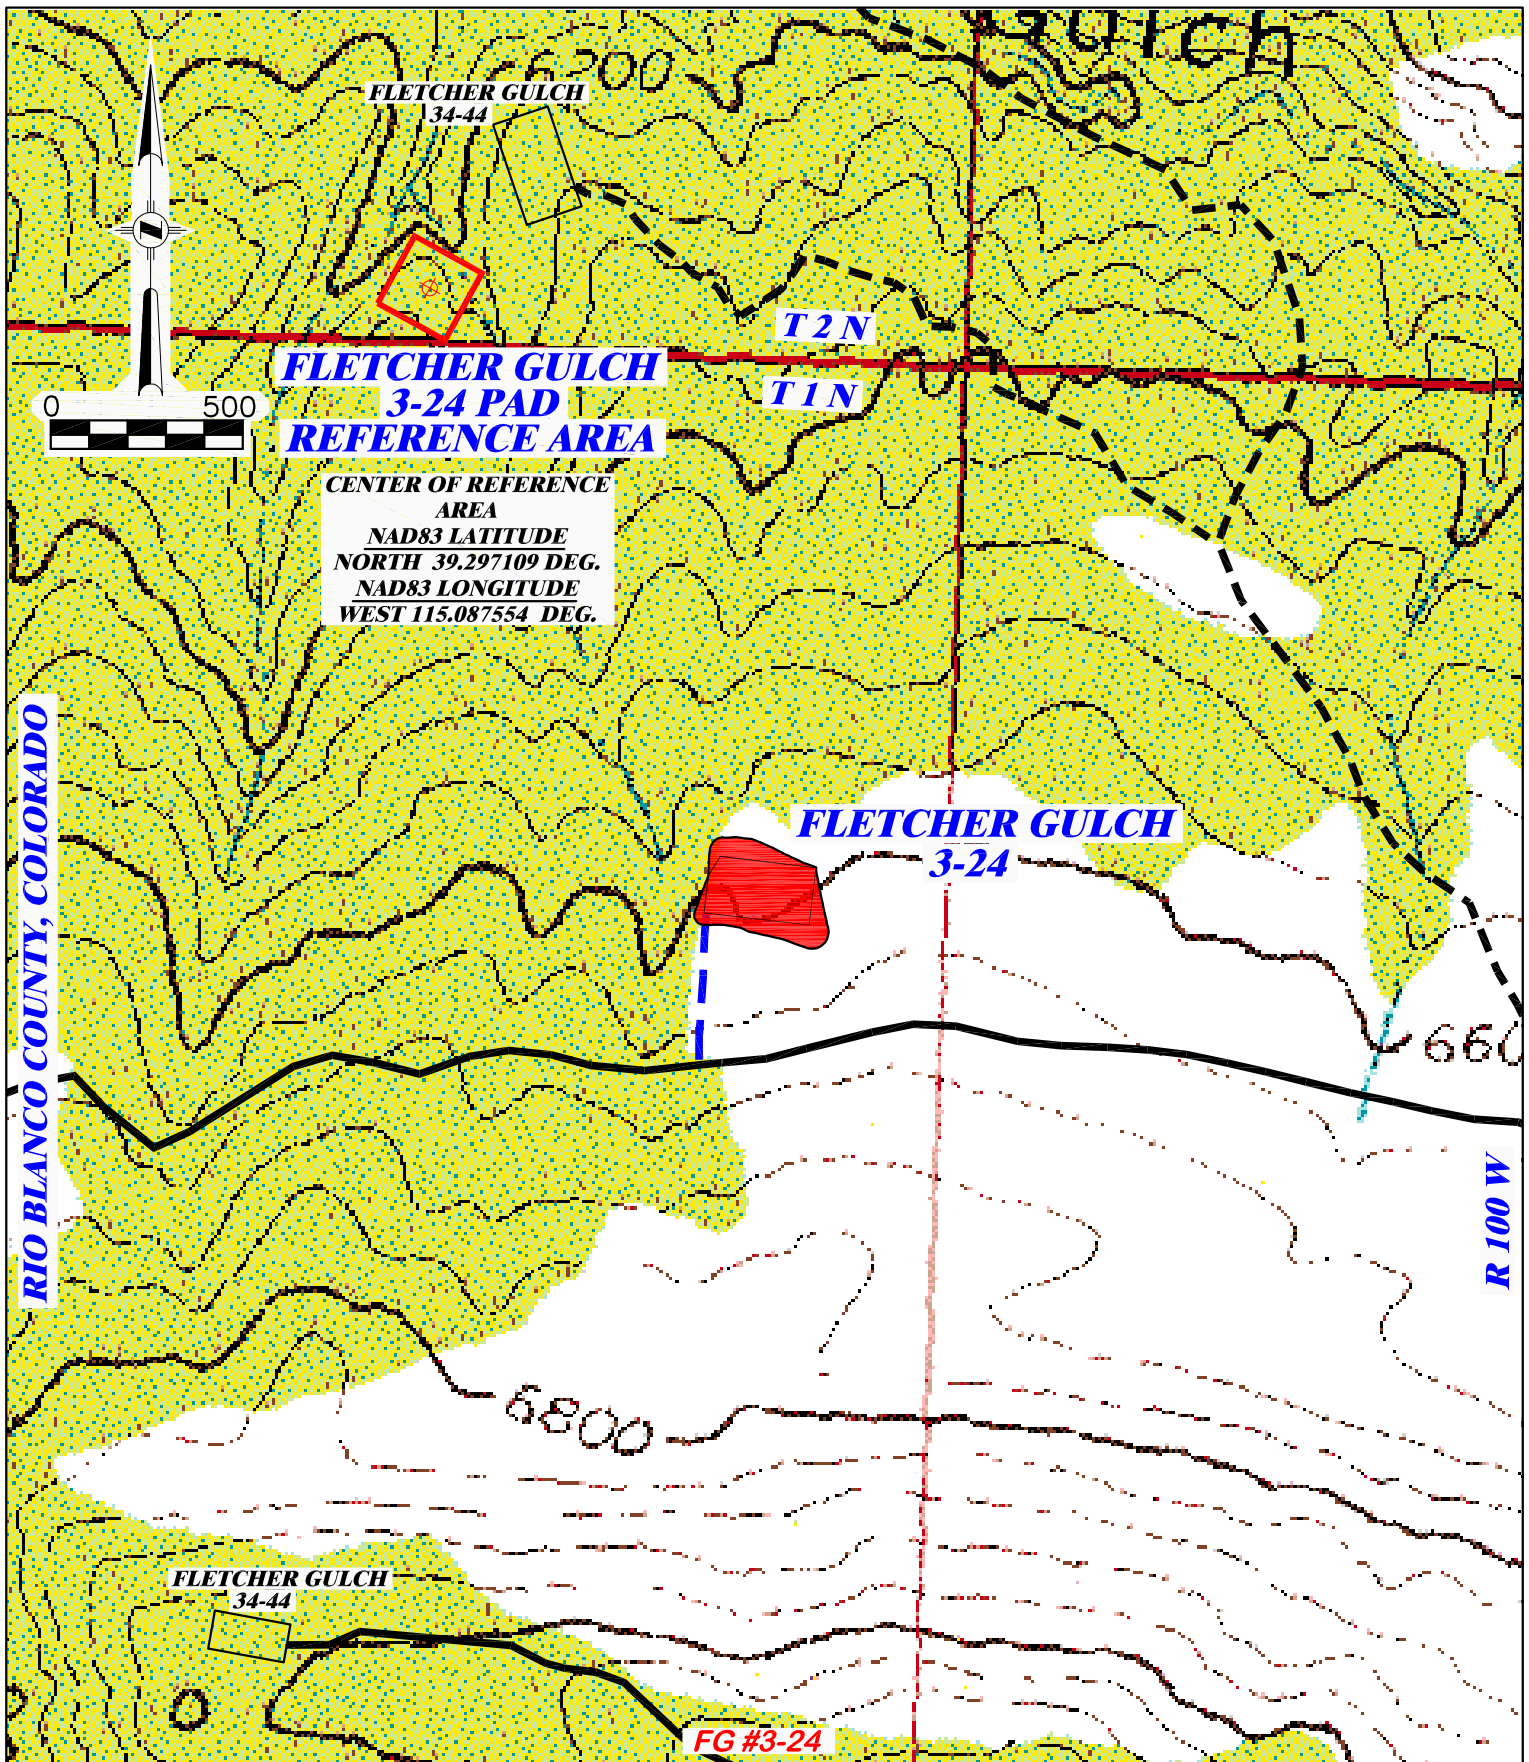 Gulch
6200
FLETCHER GULCH
34-44
T 2 N
T 1 N
FLETCHER GULCH
3-24 PAD
REFERENCE AREA
0 500
CENTER OF REFERENCE
AREA
NAD83 LATITUDE
NORTH 39.297109 DEG.
NAD83 LONGITUDE
WEST 115.087554 DEG.
RIO BLANCO COUNTY, COLORADO
FLETCHER GULCH
3-24
660
R 100 W
6800
FLETCHER GULCH
34-44
0
FG #3-24